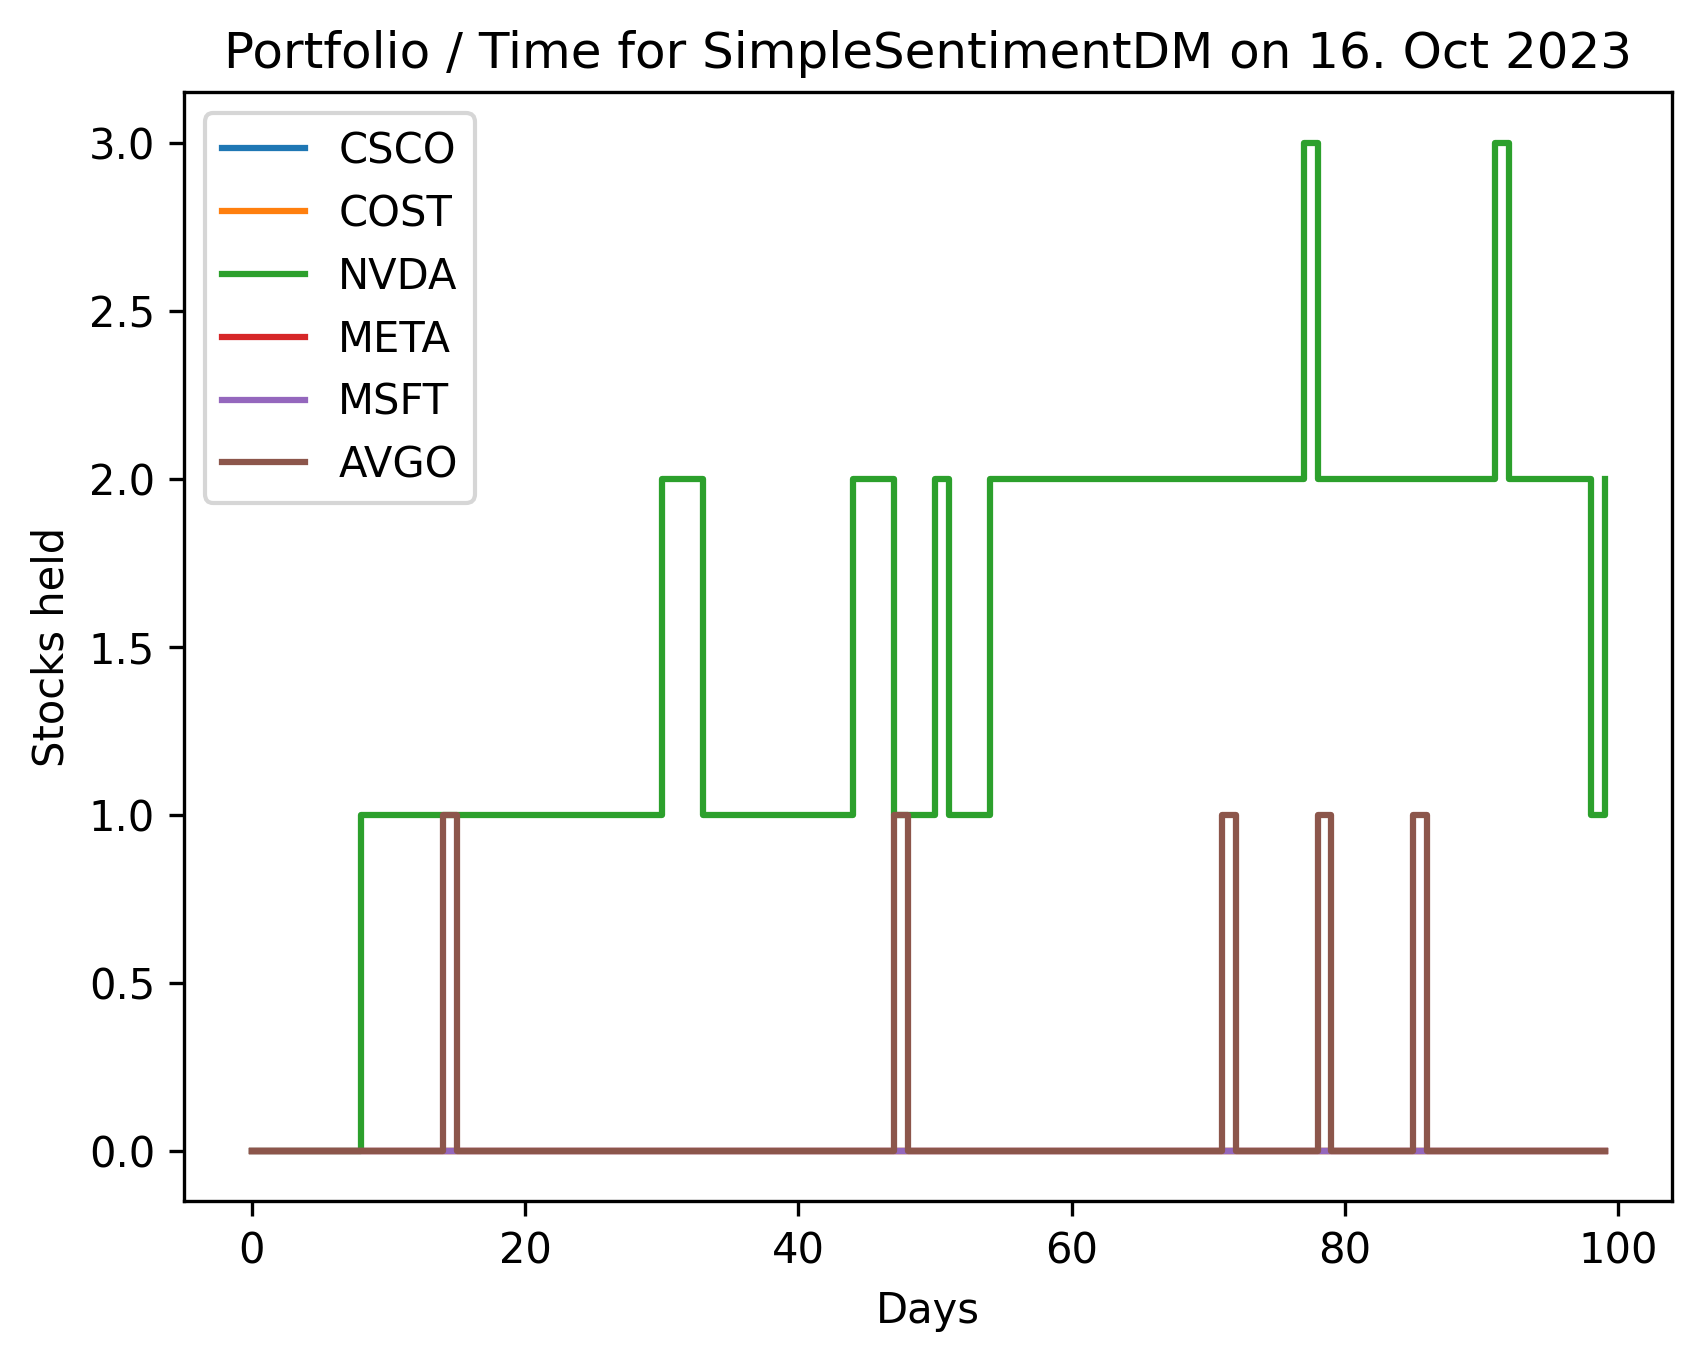 Portfolio / Time for SimpleSentimentDM on 16. Oct 2023
CSCO
COST
NVDA
META
MSFT
AVGO
3.0
2.5
2.0
1.5
1.0
0.5
0.0
Stocks held
0 20 40 60 80 100
Days